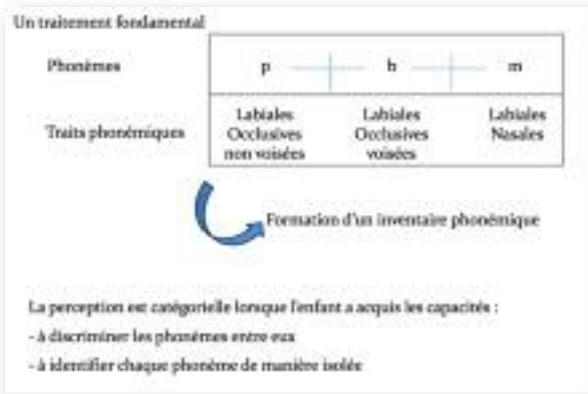 Un traitement fondamental
Phonèmes p b m
Traits phonémiques
Labiales Labiales Labiales
Occlusives Occlusives Nasales
non voisées voisées
Formation d'un inventaire phonémique
La perception est catégorielle lorsque l'enfant a acquis les capacités :
- à discriminer les phonèmes entre eux
- à identifier chaque phonème de manière isolée